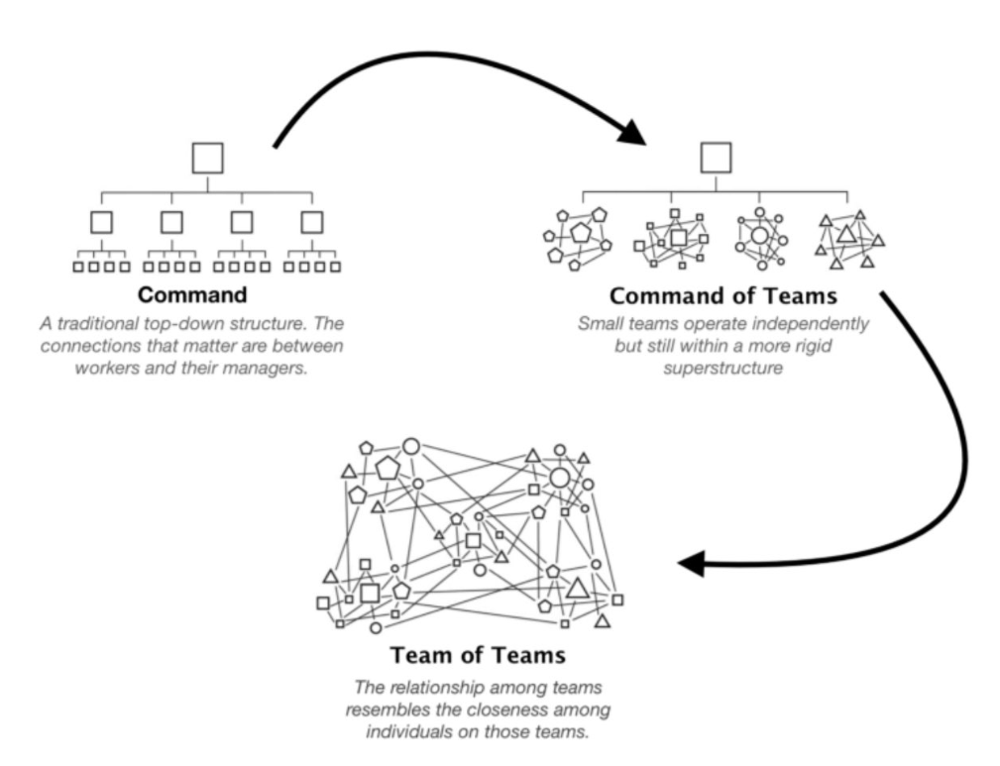 Command
A traditional top-down structure. The
connections that matter are between
workers and their managers.
Command of Teams
Small teams operate independently
but still within a more rigid
superstructure
Team of Teams
The relationship among teams
resembles the closeness among
individuals on those teams.